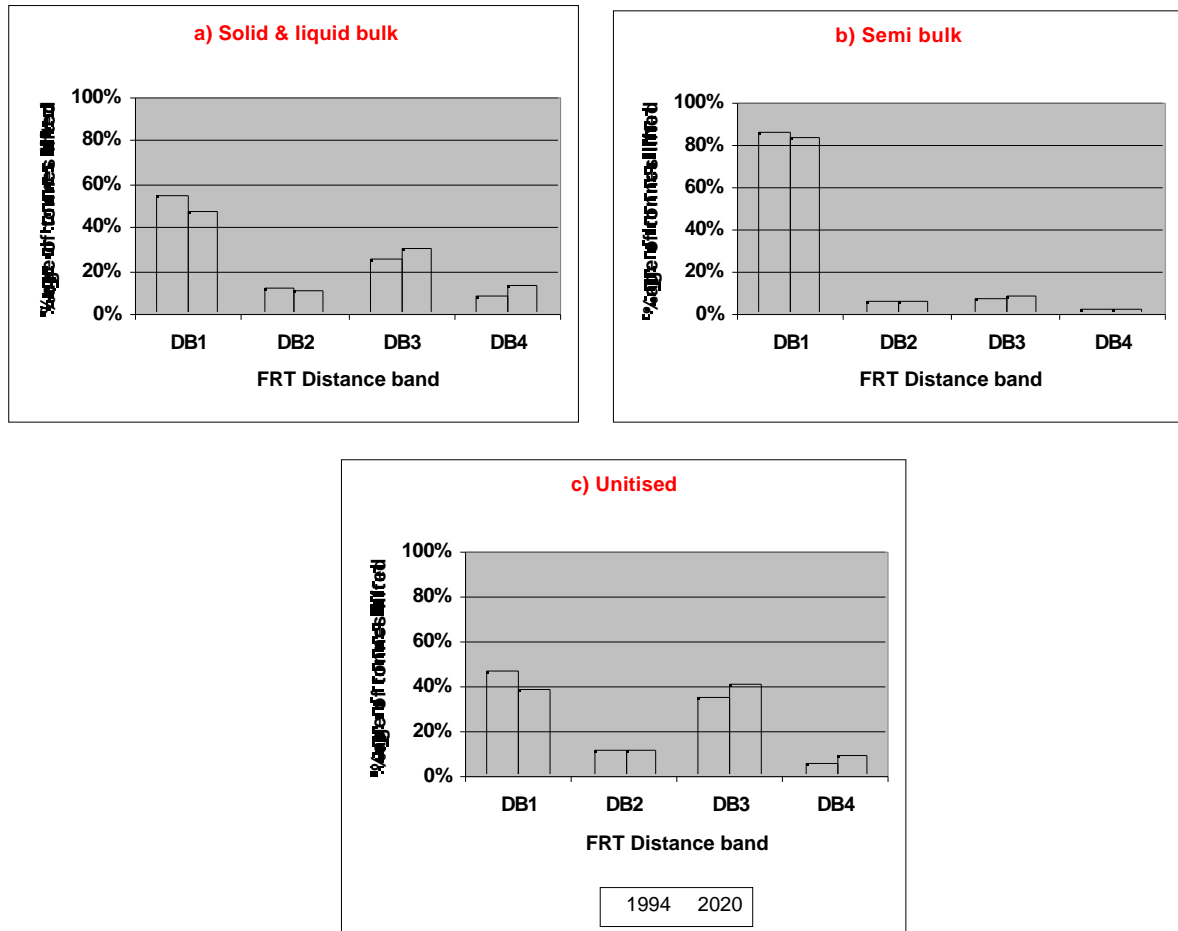 a) Solid & liquid bulk
100%
80%
60%
40%
20%
0%
DB1 DB2 DB3 DB4
FRT Distance band
b) Semi bulk
100%
80%
60%
40%
20%
0%
DB1 DB2 DB3 DB4
FRT Distance band
c) Unitised
100%
80%
60%
40%
20%
0%
DB1 DB2 DB3 DB4
FRT Distance band
1994 2020